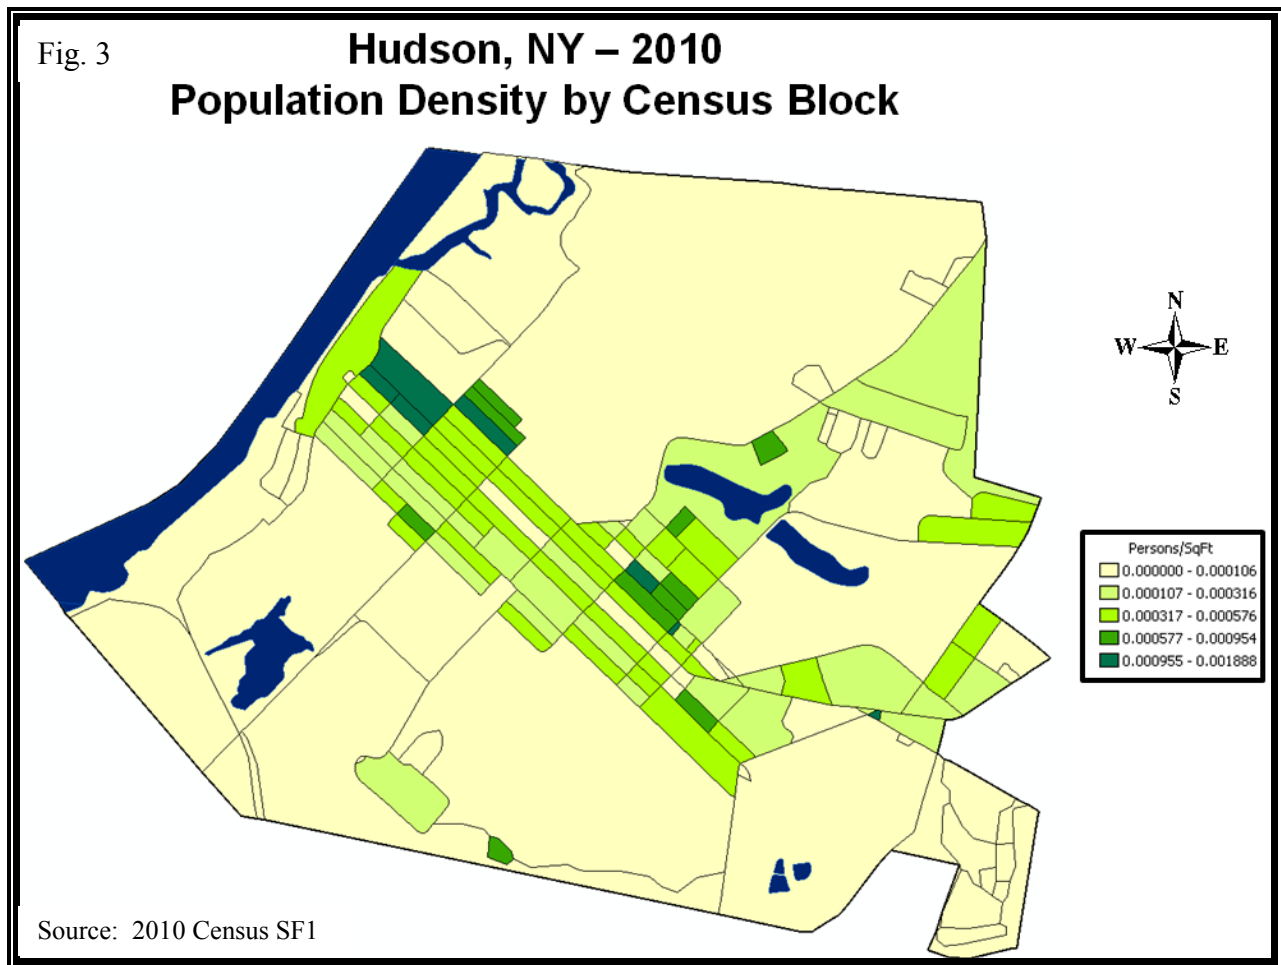 Fig. 3
Hudson, NY – 2010
Population Density by Census Block
N
W
E
S
Persons/SqFt
0.000000 - 0.000106
0.000107 - 0.000316
0.000317 - 0.000576
0.000577 - 0.000954
0.000955 - 0.001888
Source:  2010 Census SF1